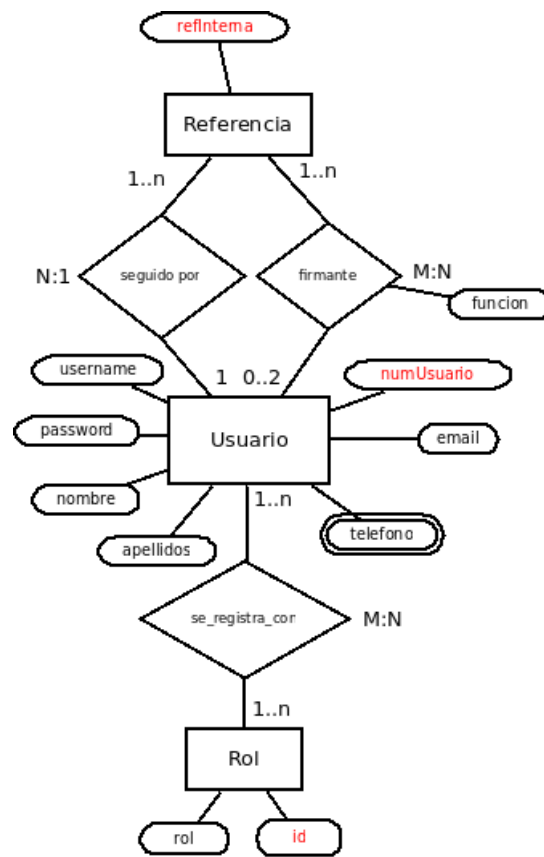 refInterna
Referencia
1..n
1..n
N:1
seguido por
firmante
M:N
funcion
username
1
0..2
numUsuario
password
Usuario
email
nombre
1..n
telefono
apellidos
se_registra_con
M:N
1..n
Rol
rol
id